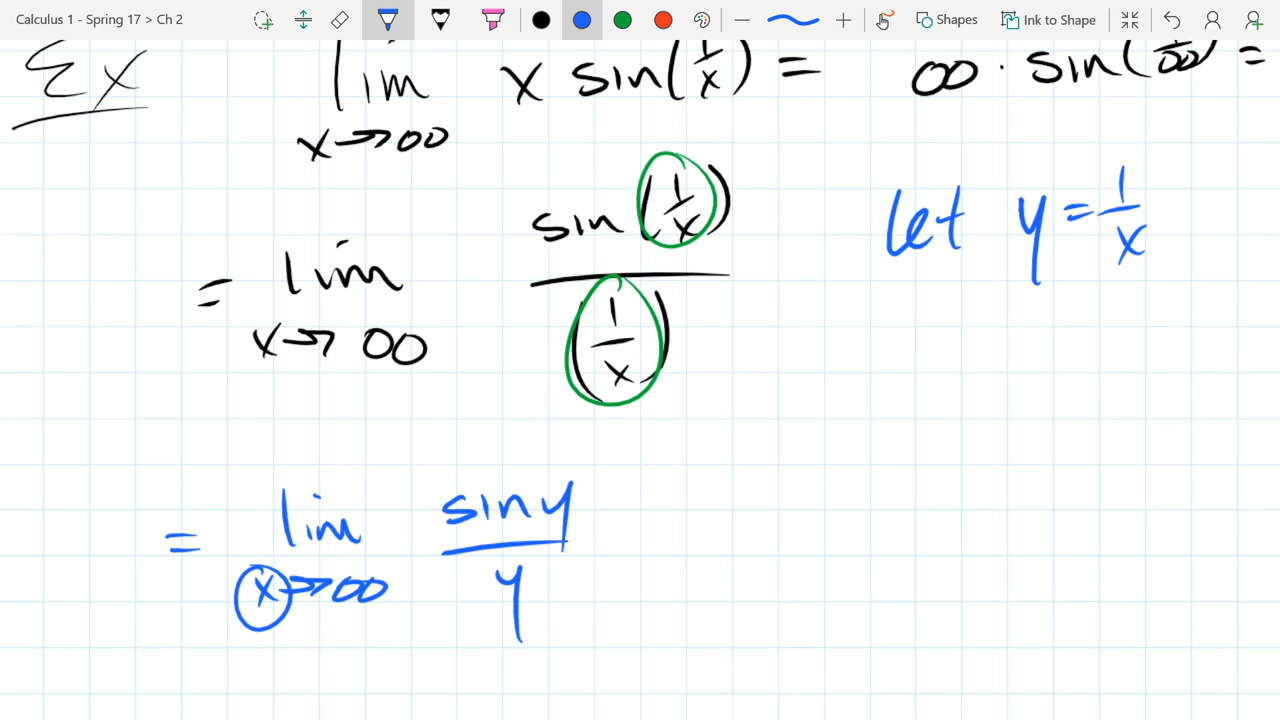 Calculus 1 - Spring 17 > Ch 2
Shapes
Ink to Shape
Ex lim x→∞ x sin(1/x) = ∞ · sin(1/∞) =
= lim x→∞ sin(1/x) / (1/x)
let y = 1/x
= lim x→∞ sin y / y